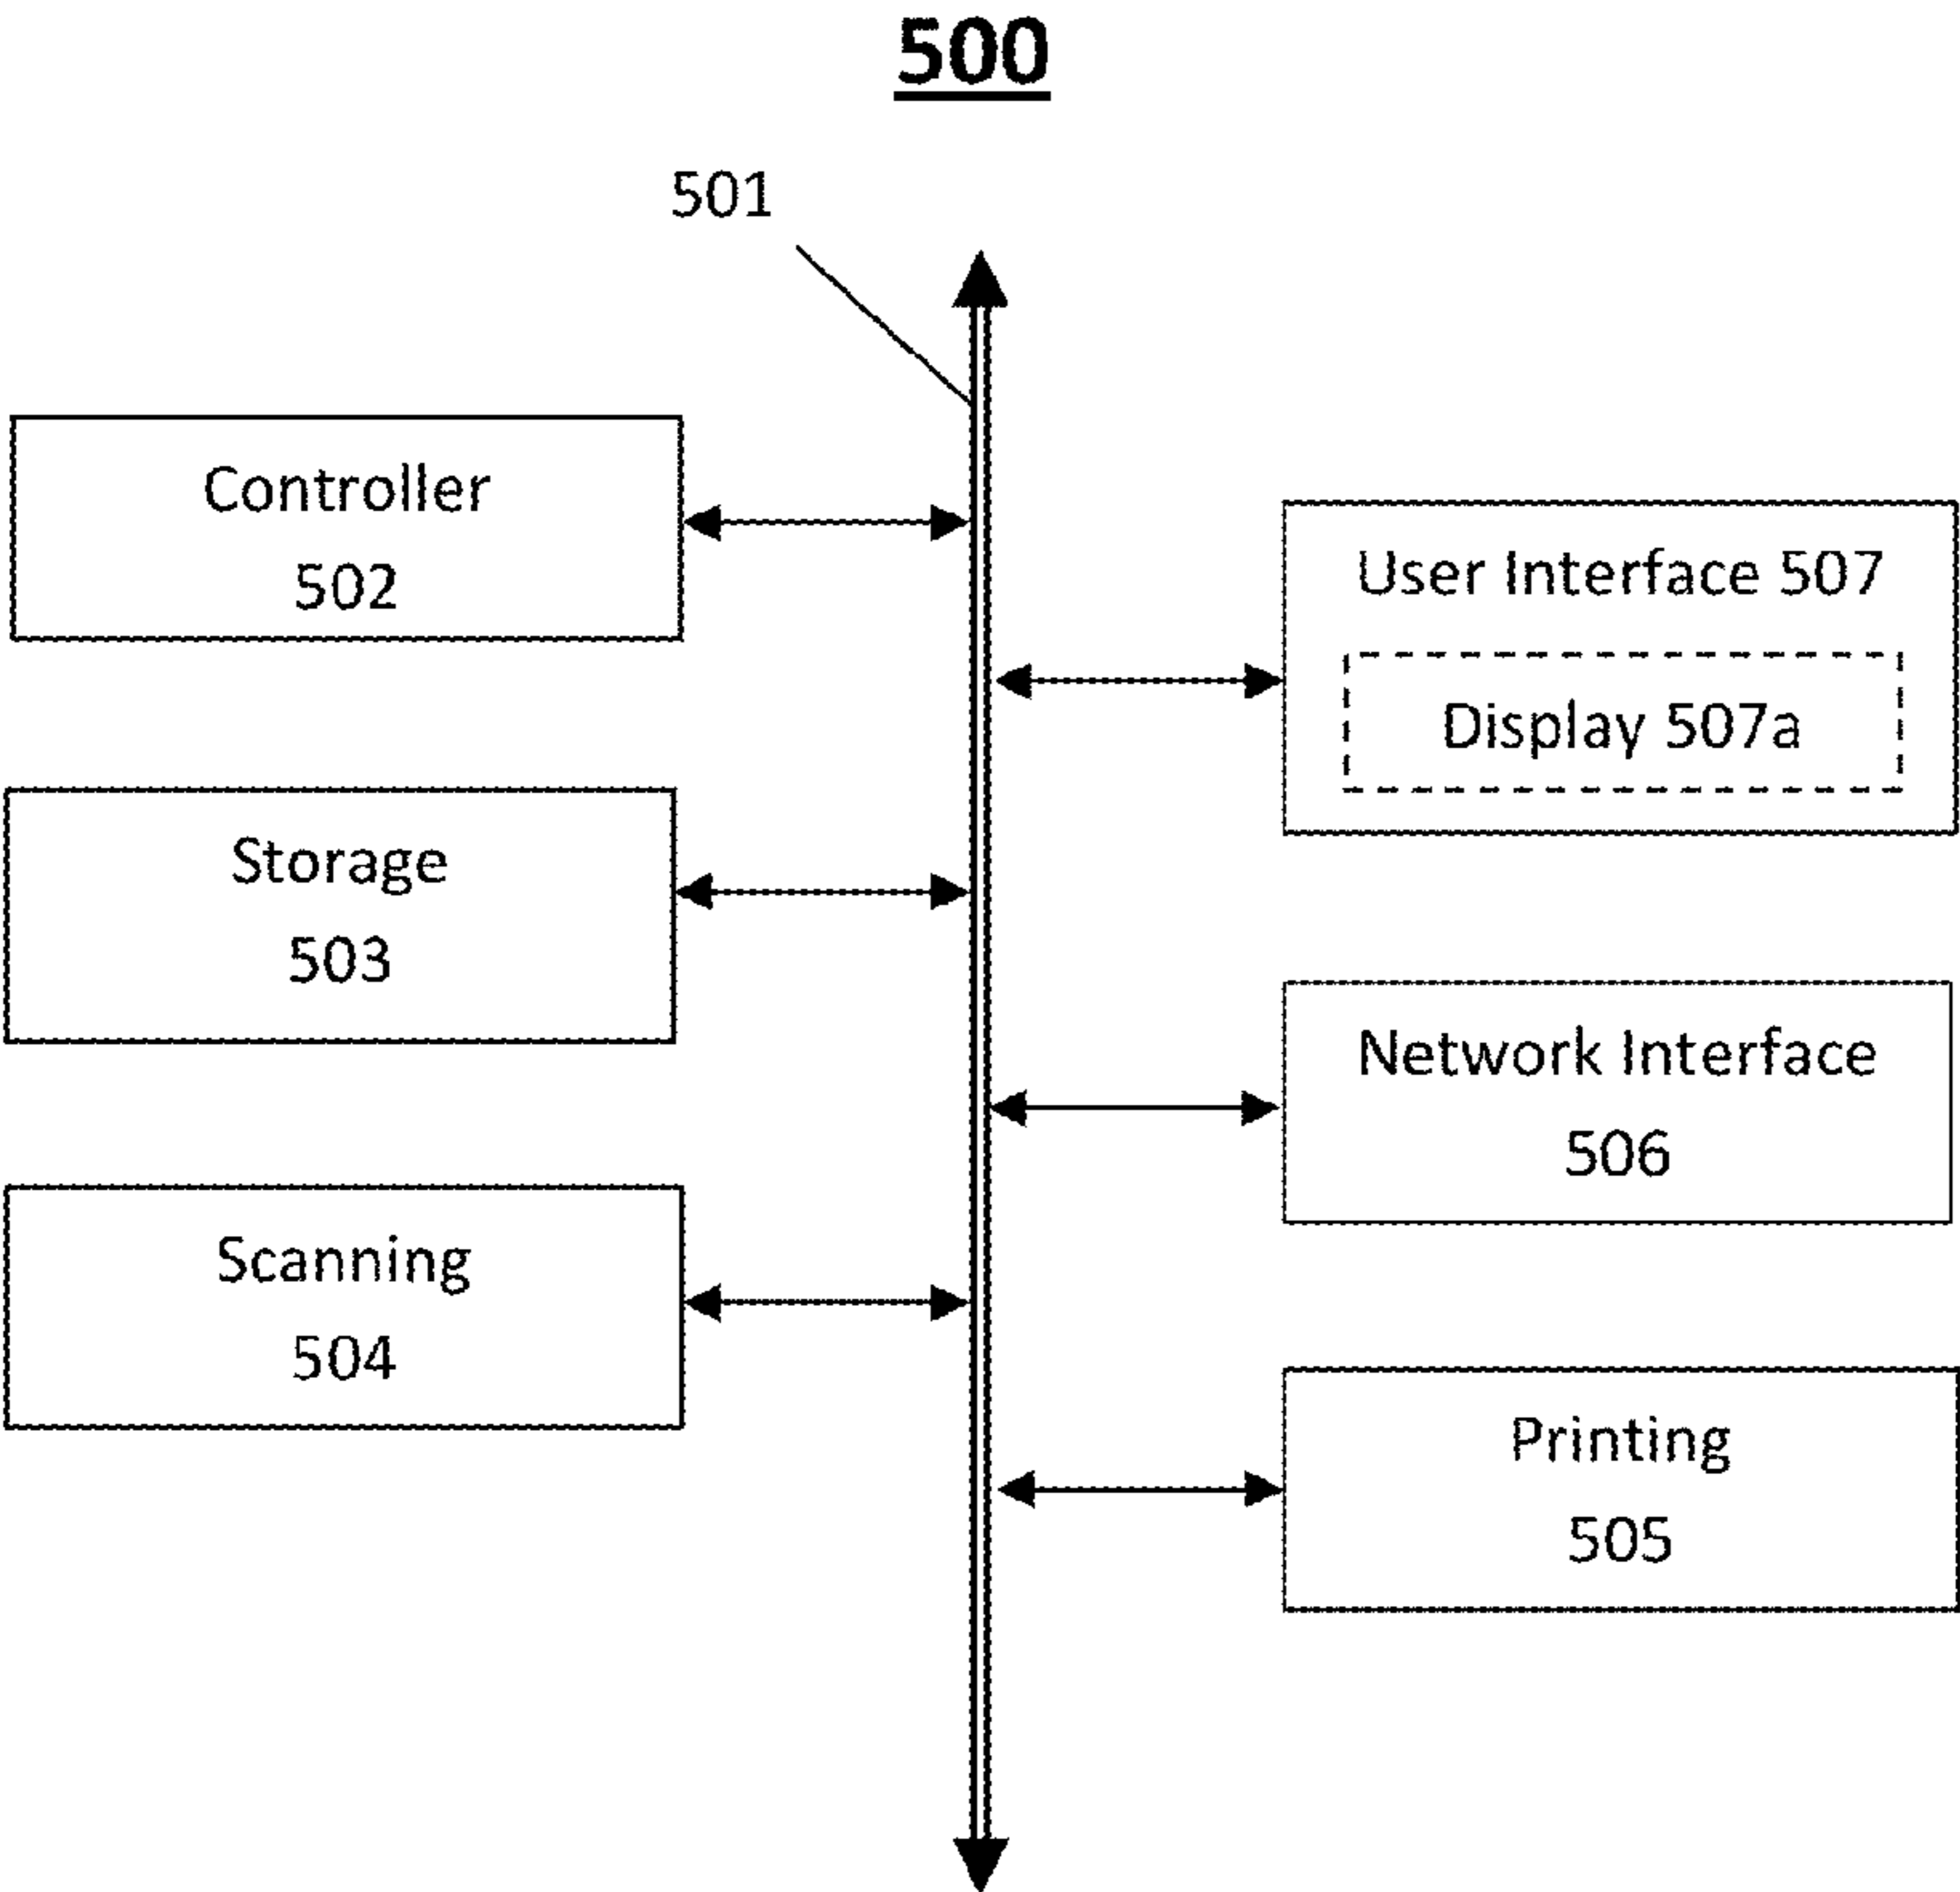 500
501
Controller
502
User Interface 507
Display 507a
Storage
503
Network Interface
506
Scanning
504
Printing
505